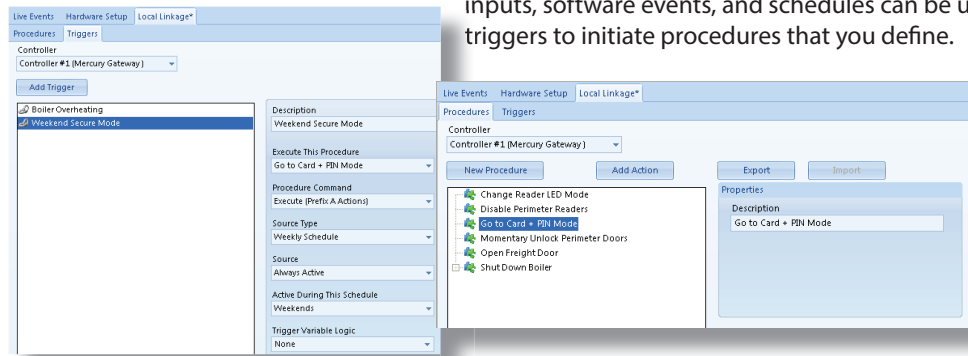 inputs, software events, and schedules can be u
triggers to initiate procedures that you define.
Live Events Hardware Setup Local Linkage*
Procedures Triggers
Controller
Controller #1 (Mercury Gateway)
Add Trigger
Boiler Overheating
Weekend Secure Mode
Description
Weekend Secure Mode
Execute This Procedure
Go to Card + PIN Mode
Procedure Command
Execute (Prefix A Actions)
Source Type
Weekly Schedule
Source
Always Active
Active During This Schedule
Weekends
Trigger Variable Logic
None
Live Events Hardware Setup Local Linkage*
Procedures Triggers
Controller
Controller #1 (Mercury Gateway)
New Procedure Add Action Export Import
Change Reader LED Mode
Disable Perimeter Readers
Go to Card + PIN Mode
Momentary Unlock Perimeter Doors
Open Freight Door
Shut Down Boiler
Properties
Description
Go to Card + PIN Mode